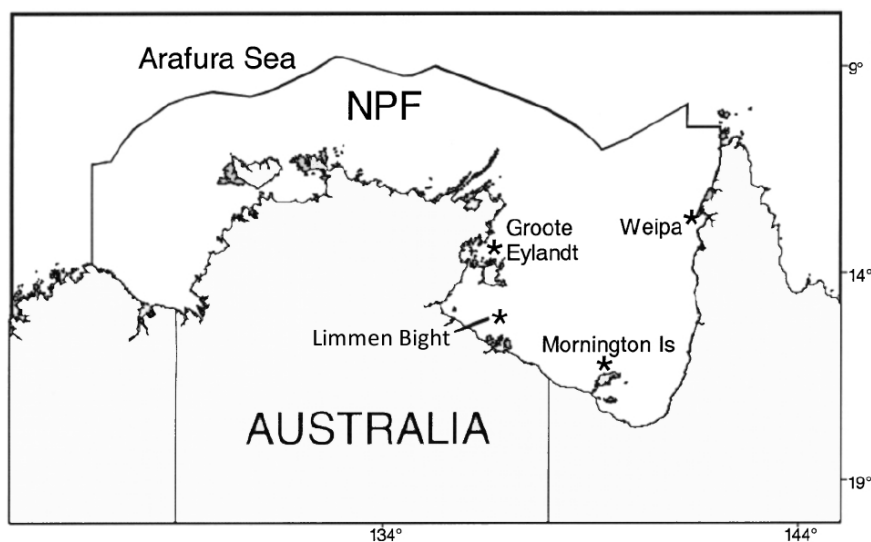 Arafura Sea
9°
NPF
Groote
Eylandt
Weipa
14°
Limmen Bight
Mornington Is
AUSTRALIA
19°
134°
144°